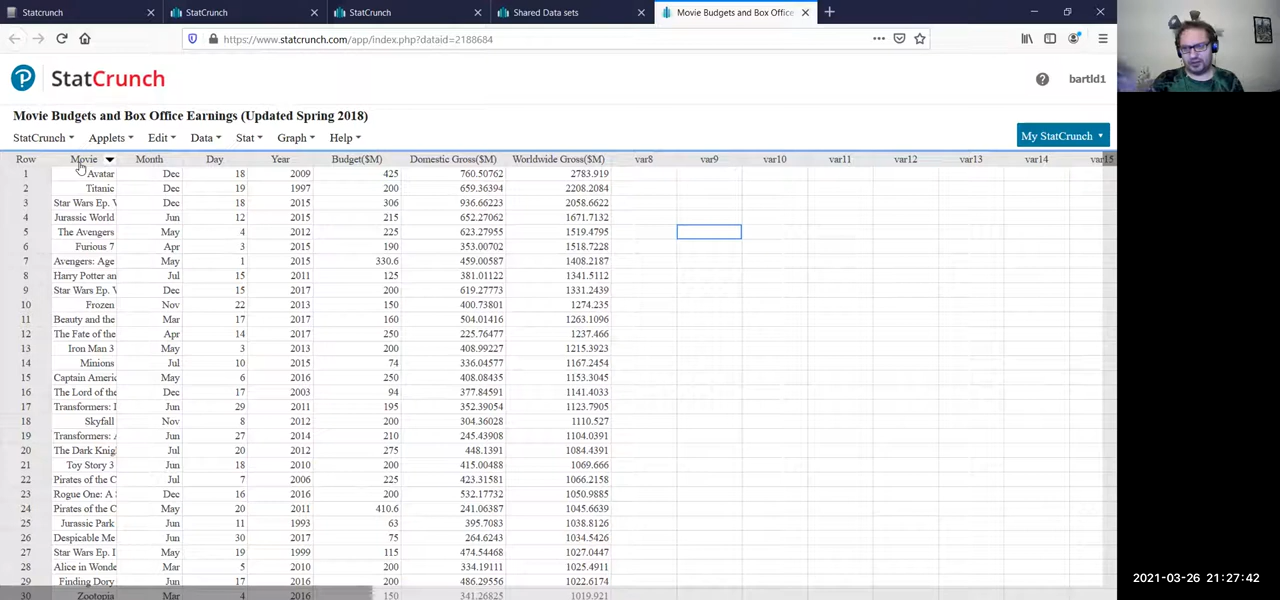 Statcrunch StatCrunch StatCrunch Shared Data sets Movie Budgets and Box Office
https://www.statcrunch.com/app/index.php?dataid=2188684
P StatCrunch bartld1
Movie Budgets and Box Office Earnings (Updated Spring 2018)
StatCrunch Applets Edit Data Stat Graph Help My StatCrunch
Row Movie Month Day Year Budget($M) Domestic Gross($M) Worldwide Gross($M) var8 var9 var10 var11 var12 var13 var14 var15
1 Avatar Dec 18 2009 425 760.50762 2783.919
2 Titanic Dec 19 1997 200 659.36394 2208.2084
3 Star Wars Ep. V Dec 18 2015 306 936.66223 2058.6622
4 Jurassic World Jun 12 2015 215 652.27062 1671.7132
5 The Avengers May 4 2012 225 623.27955 1519.4795
6 Furious 7 Apr 3 2015 190 353.00702 1518.7228
7 Avengers: Age May 1 2015 330.6 459.00587 1408.2187
8 Harry Potter an Jul 15 2011 125 381.01122 1341.5112
9 Star Wars Ep. V Dec 15 2017 200 619.27773 1331.2439
10 Frozen Nov 22 2013 150 400.73801 1274.235
11 Beauty and the Mar 17 2017 160 504.01416 1263.1096
12 The Fate of the Apr 14 2017 250 225.76477 1237.466
13 Iron Man 3 May 3 2013 200 408.99227 1215.3923
14 Minions Jul 10 2015 74 336.04577 1167.2454
15 Captain Americ May 6 2016 250 408.08435 1153.3045
16 The Lord of the Dec 17 2003 94 377.84591 1141.4033
17 Transformers: I Jun 29 2011 195 352.39054 1123.7905
18 Skyfall Nov 8 2012 200 304.36028 1110.527
19 Transformers: A Jun 27 2014 210 245.43908 1104.0391
20 The Dark Knig Jul 20 2012 275 448.1391 1084.4391
21 Toy Story 3 Jun 18 2010 200 415.00488 1069.666
22 Pirates of the C Jul 7 2006 225 423.31581 1066.2158
23 Rogue One: A Dec 16 2016 200 532.17732 1050.9885
24 Pirates of the C May 20 2011 410.6 241.06387 1045.6639
25 Jurassic Park Jun 11 1993 63 395.7083 1038.8126
26 Despicable Me Jun 30 2017 75 264.6243 1034.5426
27 Star Wars Ep. I May 19 1999 115 474.54468 1027.0447
28 Alice in Wonde Mar 5 2010 200 334.19111 1025.4911
29 Finding Dory Jun 17 2016 200 486.29556 1022.6174
30 Zootopia Mar 4 2016 150 341.26825 1019.921
2021-03-26 21:27:42